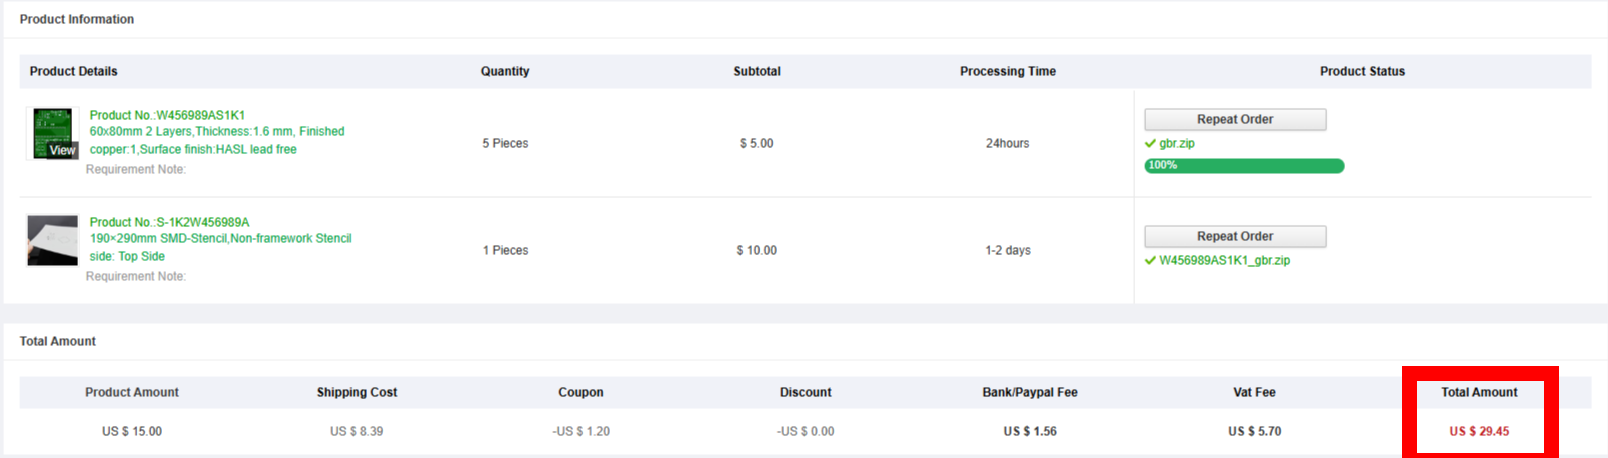 Product Information
Product Details Quantity Subtotal Processing Time Product Status
Product No.:W456989AS1K1
60x80mm 2 Layers,Thickness:1.6 mm, Finished
copper:1,Surface finish:HASL lead free
View
Requirement Note:
5 Pieces
$ 5.00
24hours
Repeat Order
gbr.zip
100%
Product No.:S-1K2W456989A
190×290mm SMD-Stencil,Non-framework Stencil
side: Top Side
Requirement Note:
1 Pieces
$ 10.00
1-2 days
Repeat Order
W456989AS1K1_gbr.zip
Total Amount
Product Amount Shipping Cost Coupon Discount Bank/Paypal Fee Vat Fee Total Amount
US $ 15.00 US $ 8.39 -US $ 1.20 -US $ 0.00 US $ 1.56 US $ 5.70 US $ 29.45